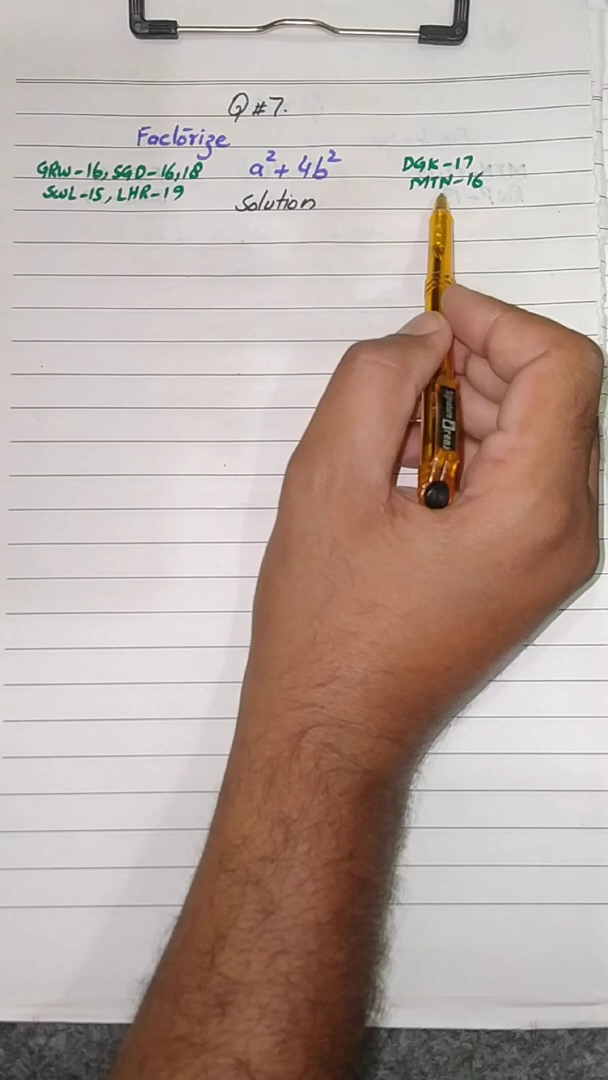 Q #7.
Factorize
GRW-16, SGD-16,18 a² + 4b² DGK-17
SWL-15, LHR-19 Solution MTN-16